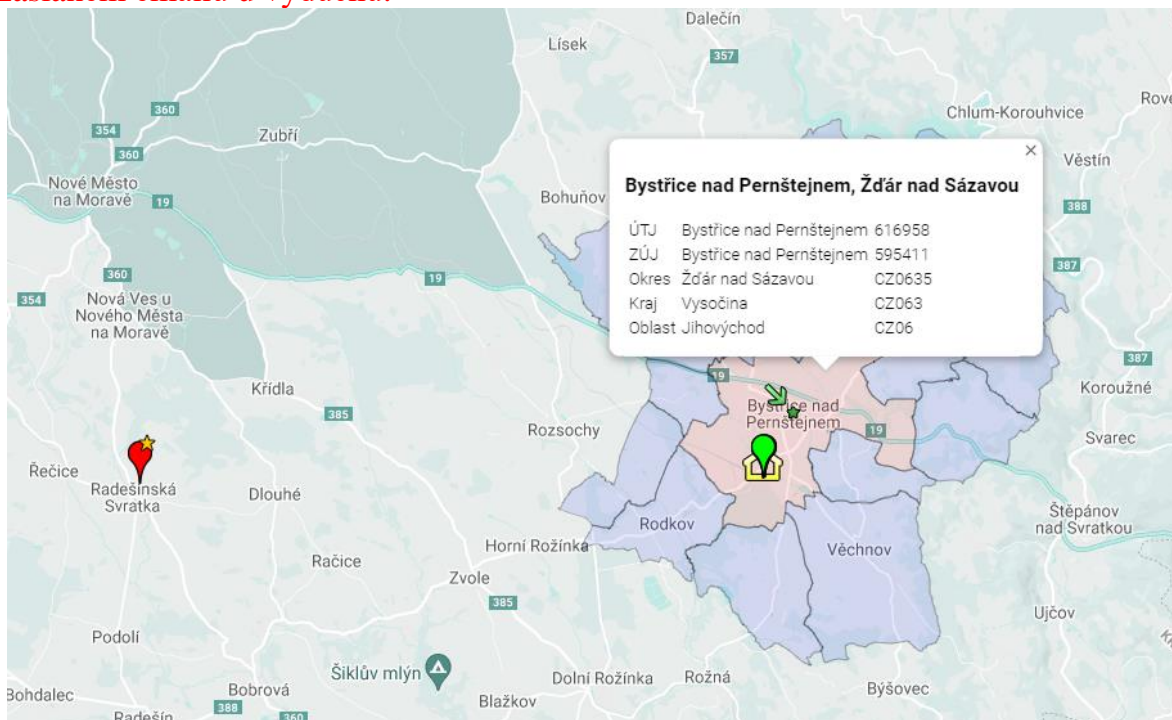 Dalečín
Lísek
357
360
354
Zubří
Chlum-Korouhvice
360
Věstín
Nové Město
na Moravě
19
Bohuňov
388
Bystřice nad Pernštejnem, Žďár nad Sázavou
ÚTJ Bystřice nad Pernštejnem 616958
ZÚJ Bystřice nad Pernštejnem 595411
Okres Žďár nad Sázavou CZ0635
Kraj Vysočina CZ063
Oblast Jihovýchod CZ06
387
360
19
354
Nová Ves u
Nového Města
na Moravě
387
19
Křídla
385
Koroužné
Bystřice nad
Pernštejnem
19
Rozsochy
Svarec
Řečice
Radešínská
Svratka
Dlouhé
Štěpánov
nad Svratkou
Rodkov
Horní Rožínka
Věchnov
Račice
Zvole
385
Ujčov
Podolí
Šiklův mlýn
Dolní Rožínka
Rožná
Býšovec
Bohdalec
Bobrová
Blažkov
388
Radešín
360